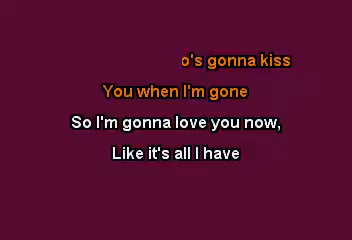 o's gonna kiss
You when I'm gone
So I'm gonna love you now,
Like it's all I have